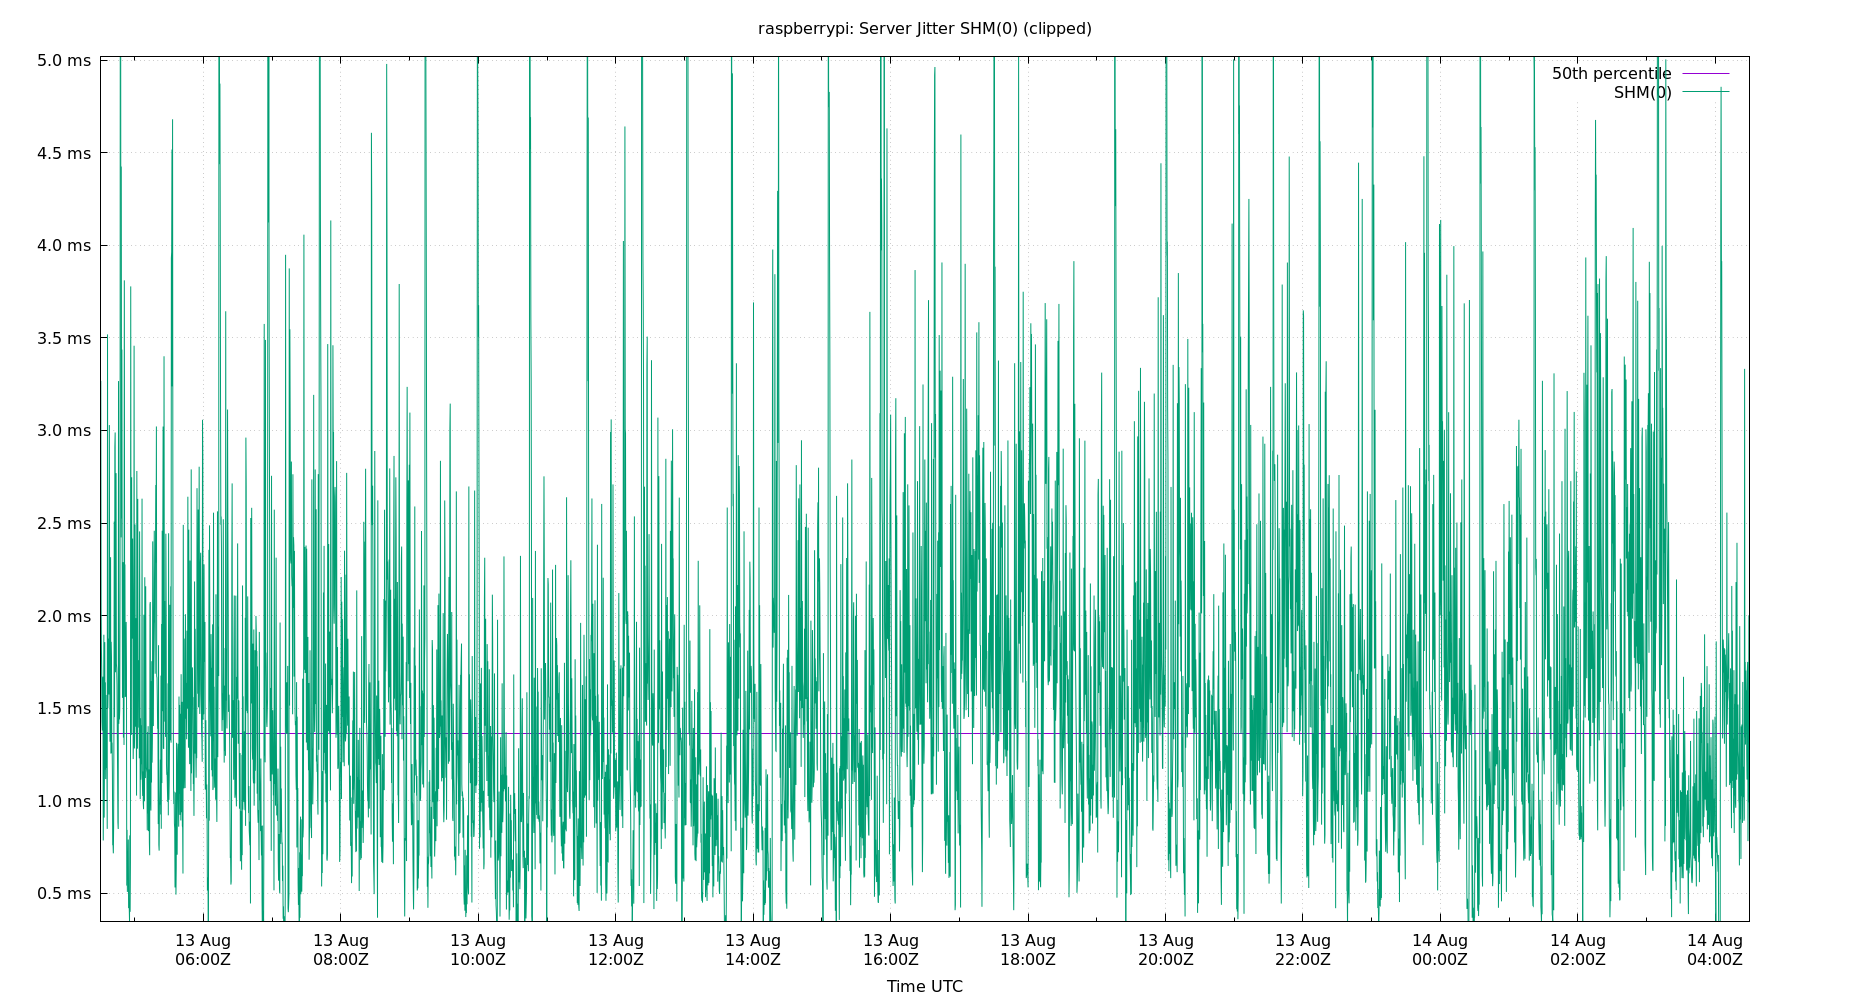 raspberrypi: Server Jitter SHM(0) (clipped)
5.0 ms
4.5 ms
4.0 ms
3.5 ms
3.0 ms
2.5 ms
2.0 ms
1.5 ms
1.0 ms
0.5 ms
50th percentile
SHM(0)
13 Aug 13 Aug 13 Aug 13 Aug 13 Aug 13 Aug 13 Aug 13 Aug 13 Aug 14 Aug 14 Aug 14 Aug
06:00Z 08:00Z 10:00Z 12:00Z 14:00Z 16:00Z 18:00Z 20:00Z 22:00Z 00:00Z 02:00Z 04:00Z
Time UTC